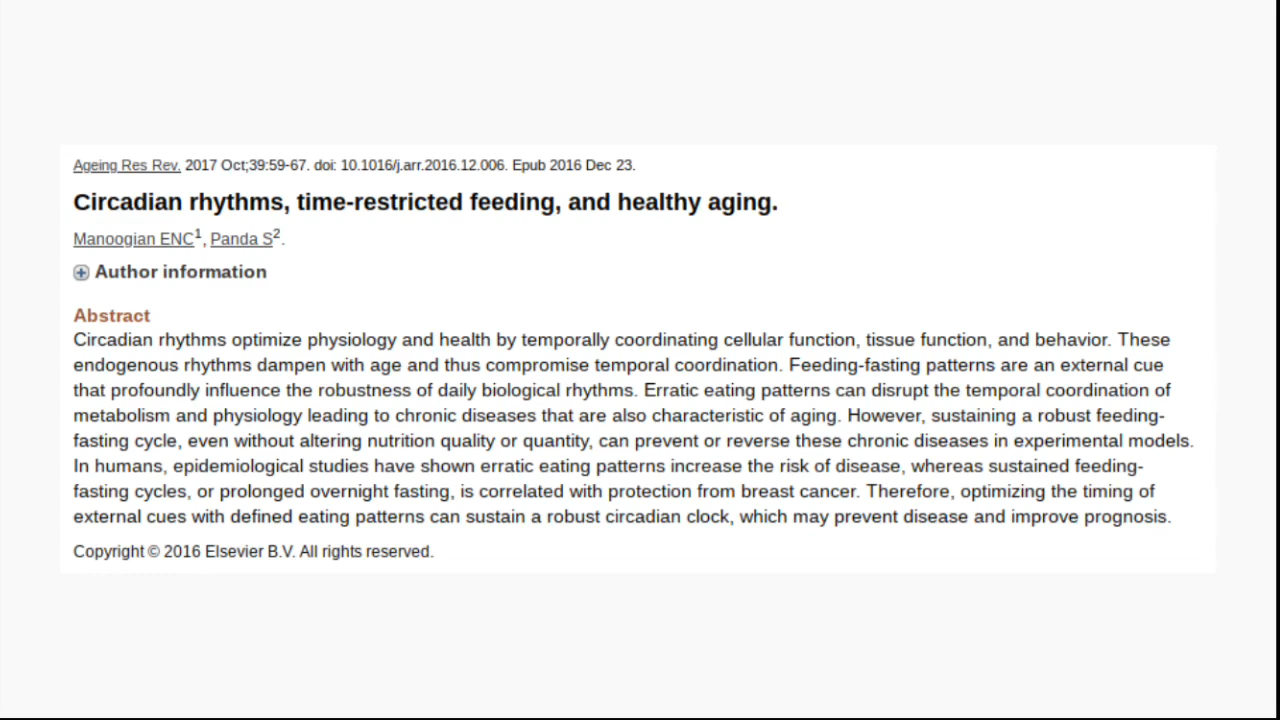 Ageing Res Rev. 2017 Oct;39:59-67. doi: 10.1016/j.arr.2016.12.006. Epub 2016 Dec 23.
Circadian rhythms, time-restricted feeding, and healthy aging.
Manoogian ENC1, Panda S2.
Author information
Abstract
Circadian rhythms optimize physiology and health by temporally coordinating cellular function, tissue function, and behavior. These
endogenous rhythms dampen with age and thus compromise temporal coordination. Feeding-fasting patterns are an external cue
that profoundly influence the robustness of daily biological rhythms. Erratic eating patterns can disrupt the temporal coordination of
metabolism and physiology leading to chronic diseases that are also characteristic of aging. However, sustaining a robust feeding-
fasting cycle, even without altering nutrition quality or quantity, can prevent or reverse these chronic diseases in experimental models.
In humans, epidemiological studies have shown erratic eating patterns increase the risk of disease, whereas sustained feeding-
fasting cycles, or prolonged overnight fasting, is correlated with protection from breast cancer. Therefore, optimizing the timing of
external cues with defined eating patterns can sustain a robust circadian clock, which may prevent disease and improve prognosis.
Copyright © 2016 Elsevier B.V. All rights reserved.